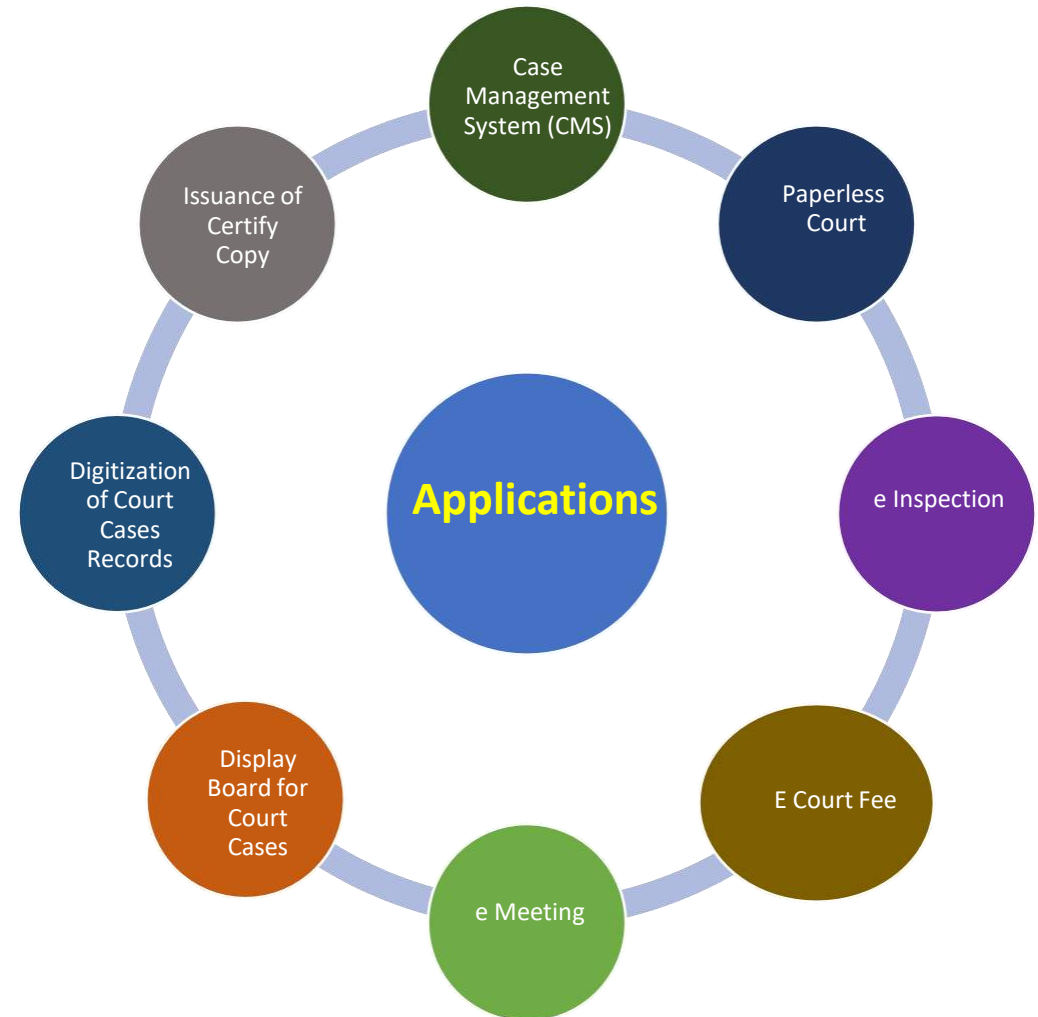 Case
Management
System (CMS)
Paperless
Court
e Inspection
E Court Fee
e Meeting
Display
Board for
Court
Cases
Digitization
of Court
Cases
Records
Issuance of
Certify
Copy
Applications